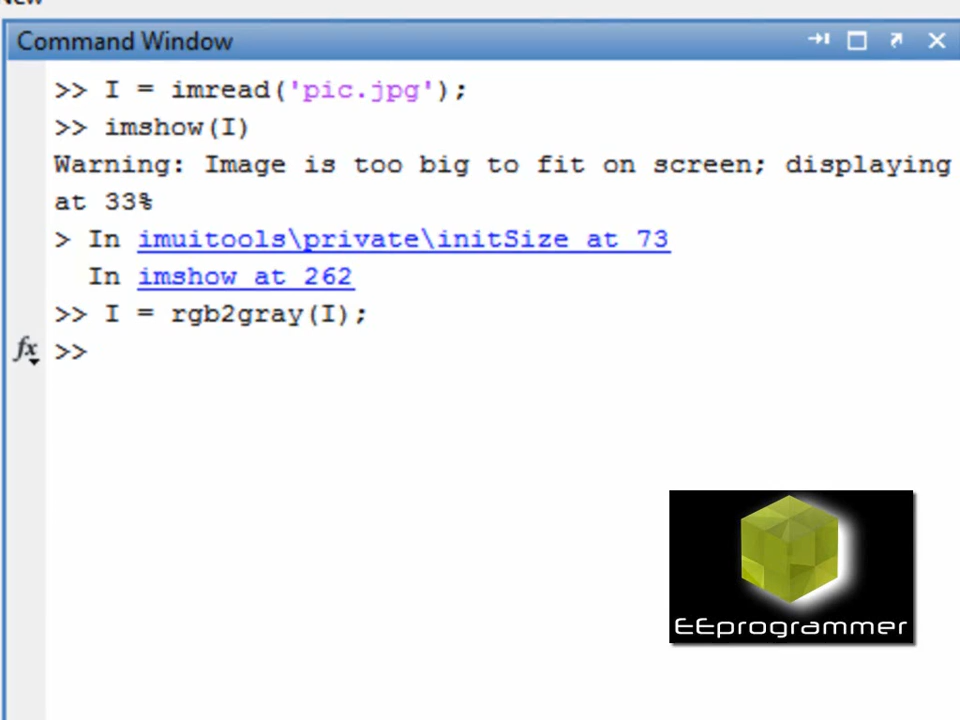 New
Command Window
>> I = imread('pic.jpg');
>> imshow(I)
Warning: Image is too big to fit on screen; displaying
at 33%
> In imuitools\private\initSize at 73
In imshow at 262
>> I = rgb2gray(I);
fx >>
EEprogrammer